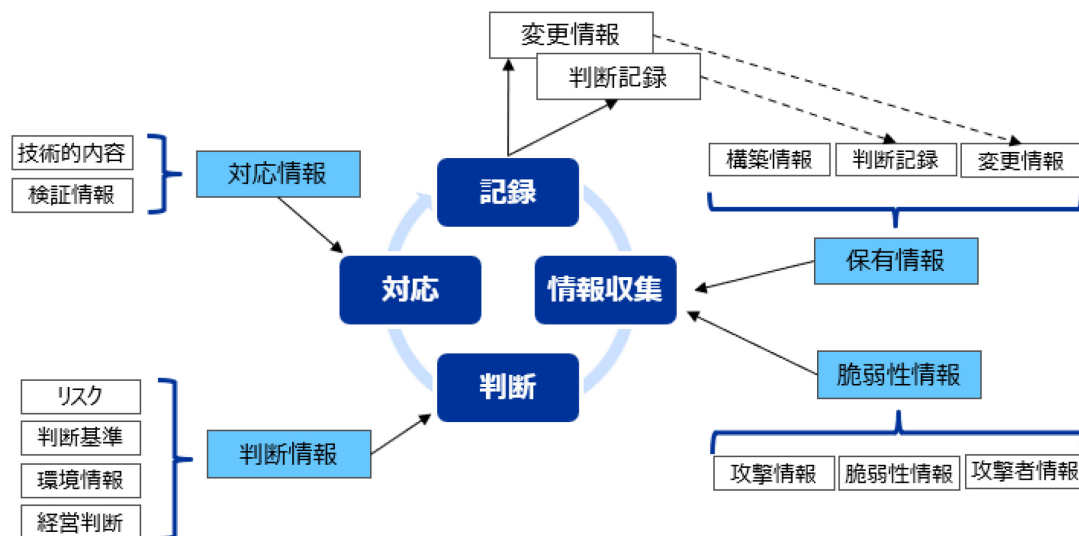 変更情報
判断記録
技術的内容
検証情報
対応情報
記録
構築情報
判断記録
変更情報
保有情報
対応
情報収集
判断
脆弱性情報
リスク
判断基準
環境情報
経営判断
判断情報
攻撃情報
脆弱性情報
攻撃者情報